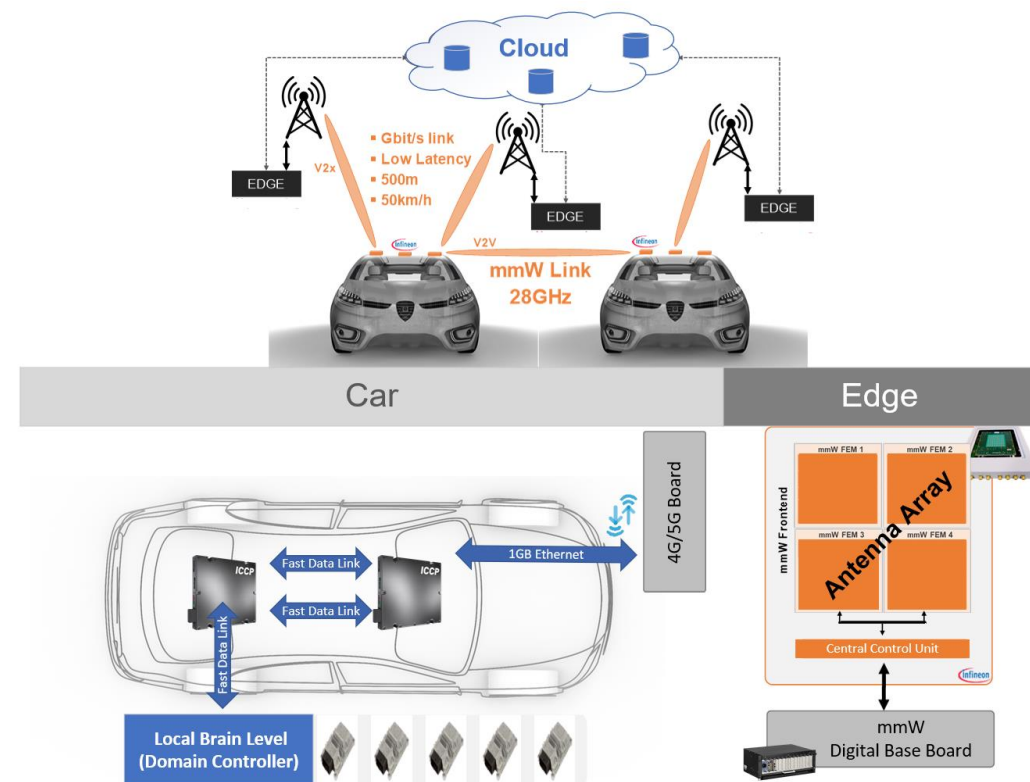 Cloud
Gbit/s link
Low Latency
500m
50km/h
V2x
EDGE
EDGE
EDGE
infineon
V2V
infineon
mmW Link
28GHz
Car
Edge
4G/5G Board
1GB Ethernet
ICCP
Fast Data Link
ICCP
Fast Data Link
Fast Data Link
Local Brain Level
(Domain Controller)
mmW FEM 1
mmW FEM 2
mmW Frontend
Antenna Array
mmW FEM 3
mmW FEM 4
Central Control Unit
infineon
mmW
Digital Base Board